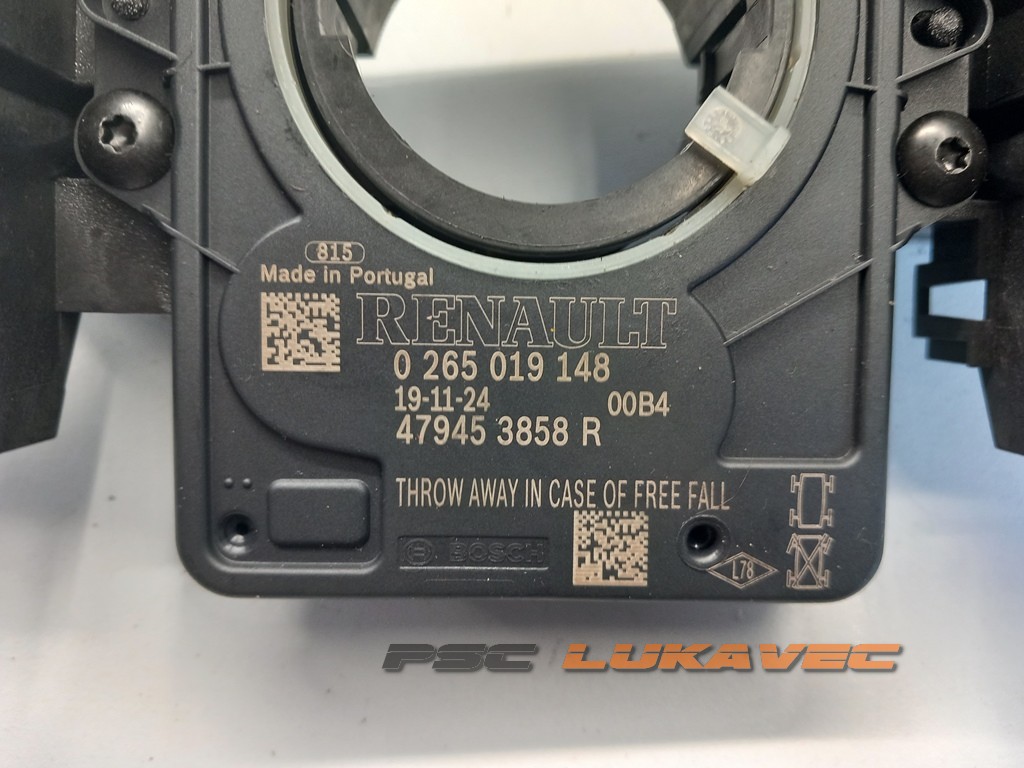 815
Made in Portugal
RENAULT
0 265 019 148
19-11-24 00B4
47945 3858 R
THROW AWAY IN CASE OF FREE FALL
BOSCH
L78
PSC LUKAVEC